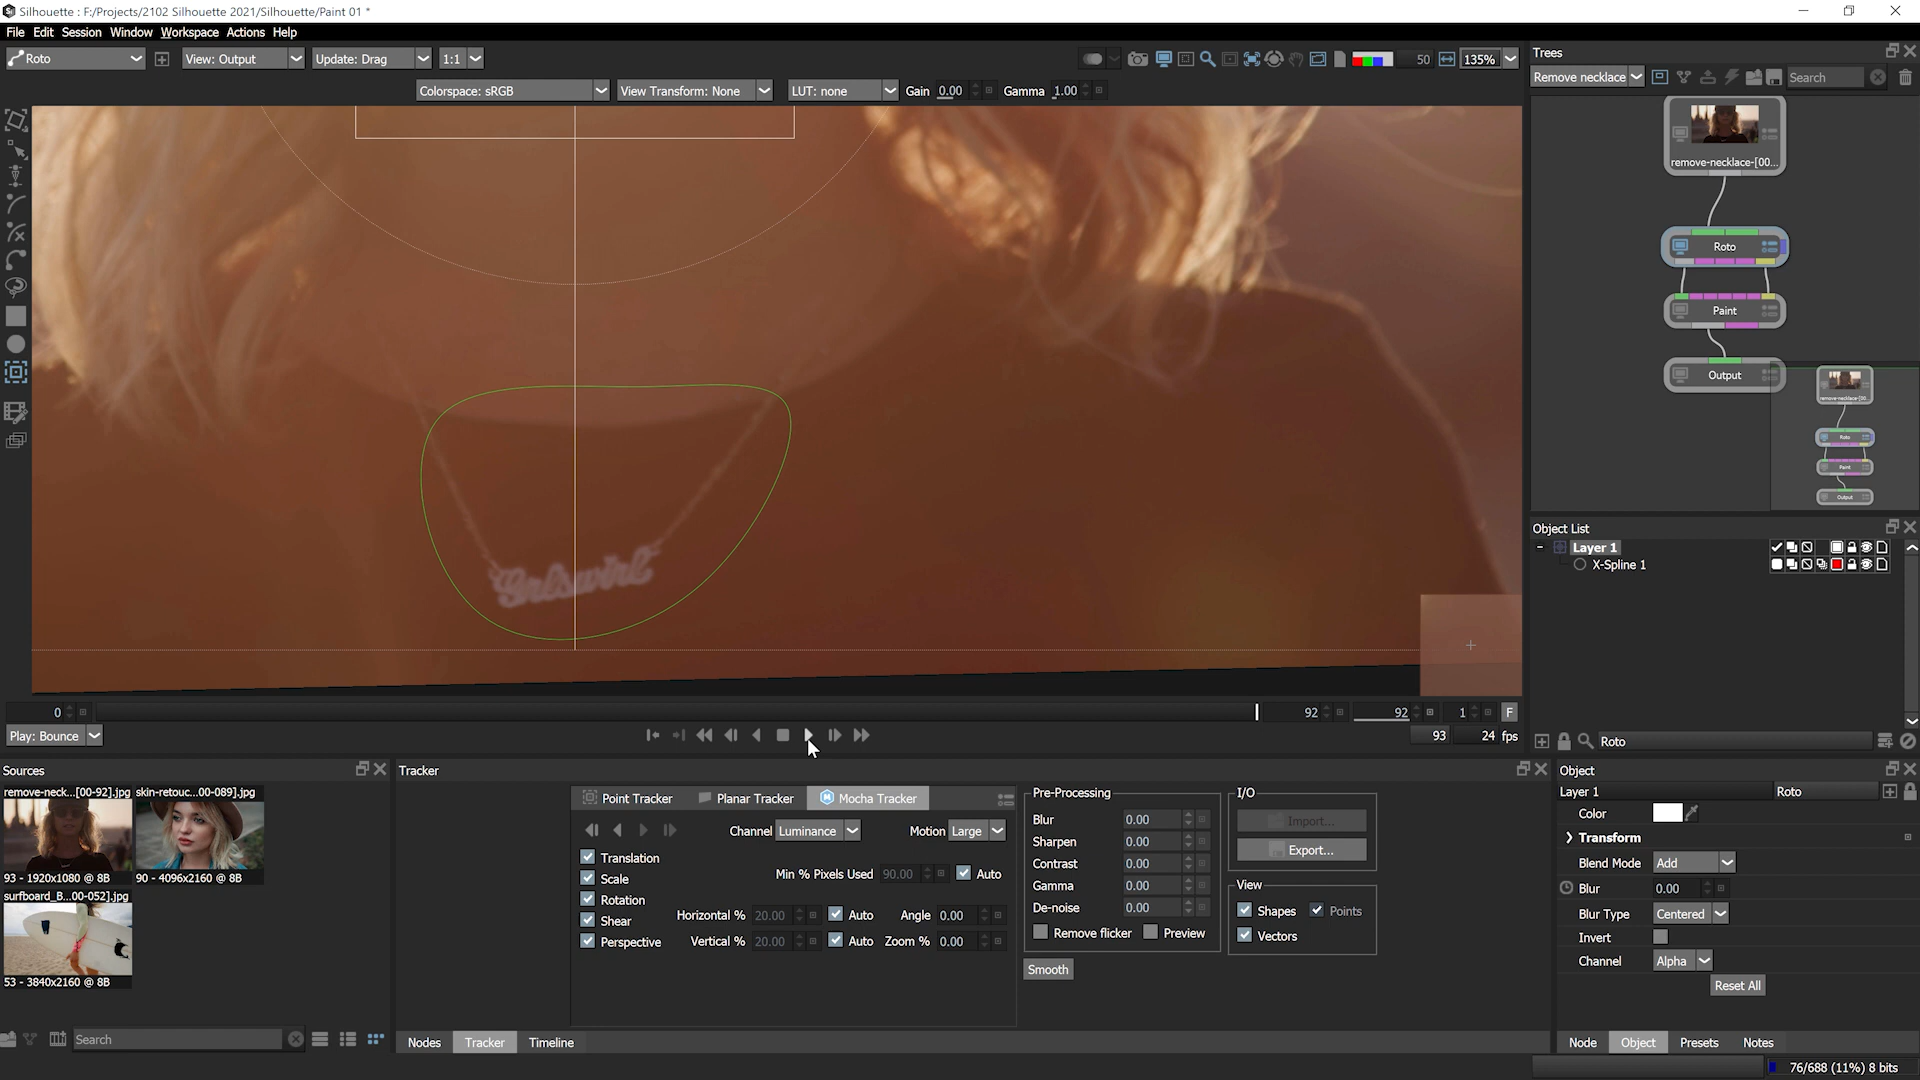 Silhouette : F:/Projects/2102 Silhouette 2021/Silhouette/Paint 01 *
File Edit Session Window Workspace Actions Help
Roto View: Output Update: Drag 1:1 50 135%
Colorspace: sRGB View Transform: None LUT: none Gain 0.00 Gamma 1.00
Trees
Remove necklace Search
remove-necklace-[00...
Roto
Paint
Output
remove-necklace-[00...
Roto
Paint
Output
Grlswirl
Object List
Layer 1
X-Spline 1
Roto
0 92 92 1 F
Play: Bounce 93 24 fps
Sources
remove-neck...[00-92].jpg skin-retouc...00-089].jpg
93 - 1920x1080 @ 8B 90 - 4096x2160 @ 8B
surfboard_B...00-052].jpg
53 - 3840x2160 @ 8B
Search
Tracker
Point Tracker Planar Tracker Mocha Tracker
Channel Luminance Motion Large
Translation
Scale Min % Pixels Used 90.00 Auto
Rotation
Shear Horizontal % 20.00 Auto Angle 0.00
Perspective Vertical % 20.00 Auto Zoom % 0.00
Pre-Processing
Blur 0.00
Sharpen 0.00
Contrast 0.00
Gamma 0.00
De-noise 0.00
Remove flicker Preview
Smooth
I/O
Import...
Export...
View
Shapes Points
Vectors
Nodes Tracker Timeline
Object
Layer 1 Roto
Color
Transform
Blend Mode Add
Blur 0.00
Blur Type Centered
Invert
Channel Alpha
Reset All
Node Object Presets Notes
76/688 (11%) 8 bits